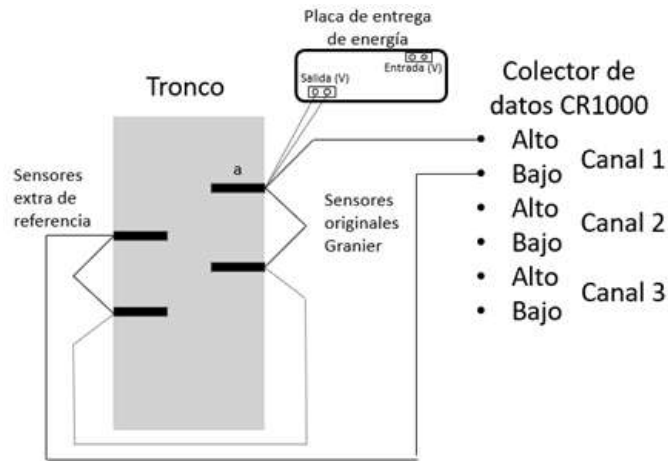 Placa de entrega
de energía
Entrada (V)
Salida (V)
Tronco
Colector de
datos CR1000
a
Alto
Bajo
Canal 1
Alto
Bajo
Canal 2
Alto
Bajo
Canal 3
Sensores
extra de
referencia
Sensores
originales
Granier